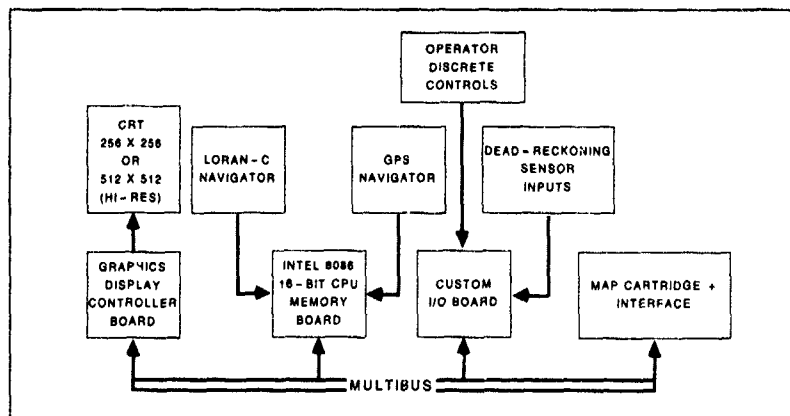 OPERATOR
DISCRETE
CONTROLS
CRT
256 X 256
OR
512 X 512
(HI-RES)
LORAN-C
NAVIGATOR
GPS
NAVIGATOR
DEAD-RECKONING
SENSOR
INPUTS
GRAPHICS
DISPLAY
CONTROLLER
BOARD
INTEL 8086
16-BIT CPU
MEMORY
BOARD
CUSTOM
I/O BOARD
MAP CARTRIDGE +
INTERFACE
MULTIBUS